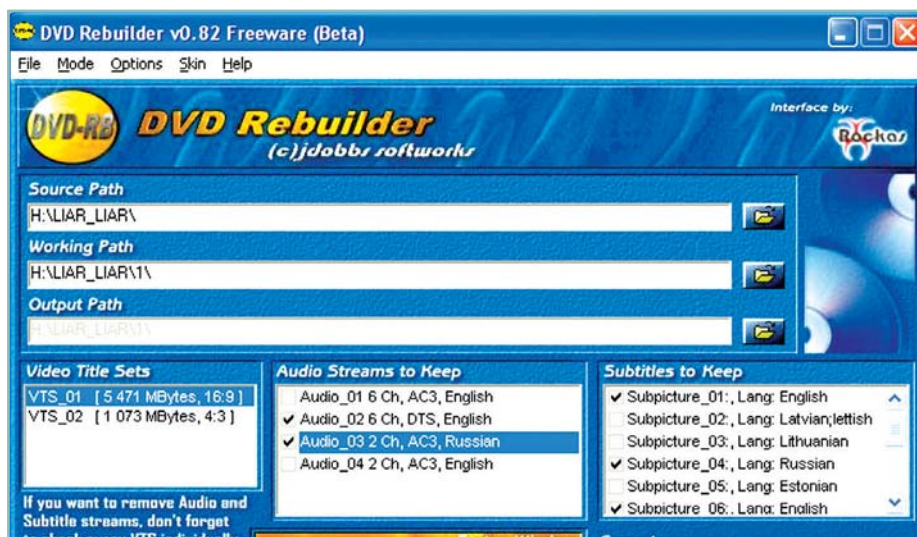 DVD Rebuilder v0.82 Freeware (Beta)
File Mode Options Skin Help
DVD-RB
DVD Rebuilder
(c)jdobbs softworks
Interface by:
Rockas
Source Path
H:\LIAR_LIAR\
Working Path
H:\LIAR_LIAR\1\
Output Path
H:\LIAR_LIAR\1\
Video Title Sets
VTS_01 [ 5 471 MBytes, 16:9 ]
VTS_02 [ 1 073 MBytes, 4:3 ]
If you want to remove Audio and
Subtitle streams, don't forget
Audio Streams to Keep
Audio_01 6 Ch, AC3, English
Audio_02 6 Ch, DTS, English
Audio_03 2 Ch, AC3, Russian
Audio_04 2 Ch, AC3, English
Subtitles to Keep
Subpicture_01:, Lang: English
Subpicture_02:, Lang: Latvian;lettish
Subpicture_03:, Lang: Lithuanian
Subpicture_04:, Lang: Russian
Subpicture_05:, Lang: Estonian
Subpicture_06:, Lang: English